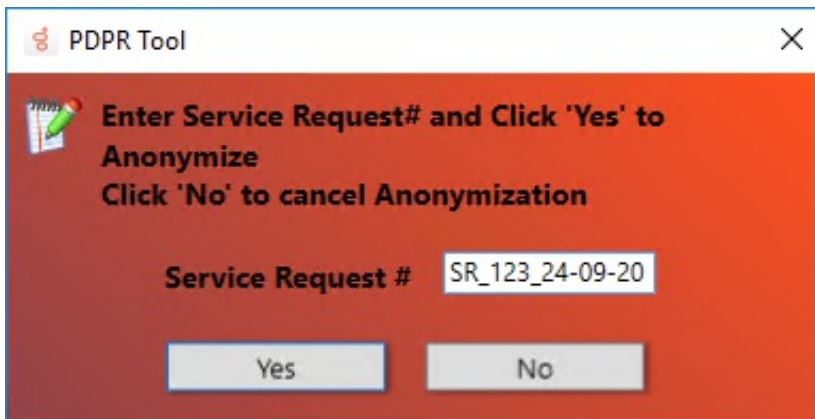 PDPR Tool
Enter Service Request# and Click 'Yes' to
Anonymize
Click 'No' to cancel Anonymization
Service Request # SR_123_24-09-20
Yes No